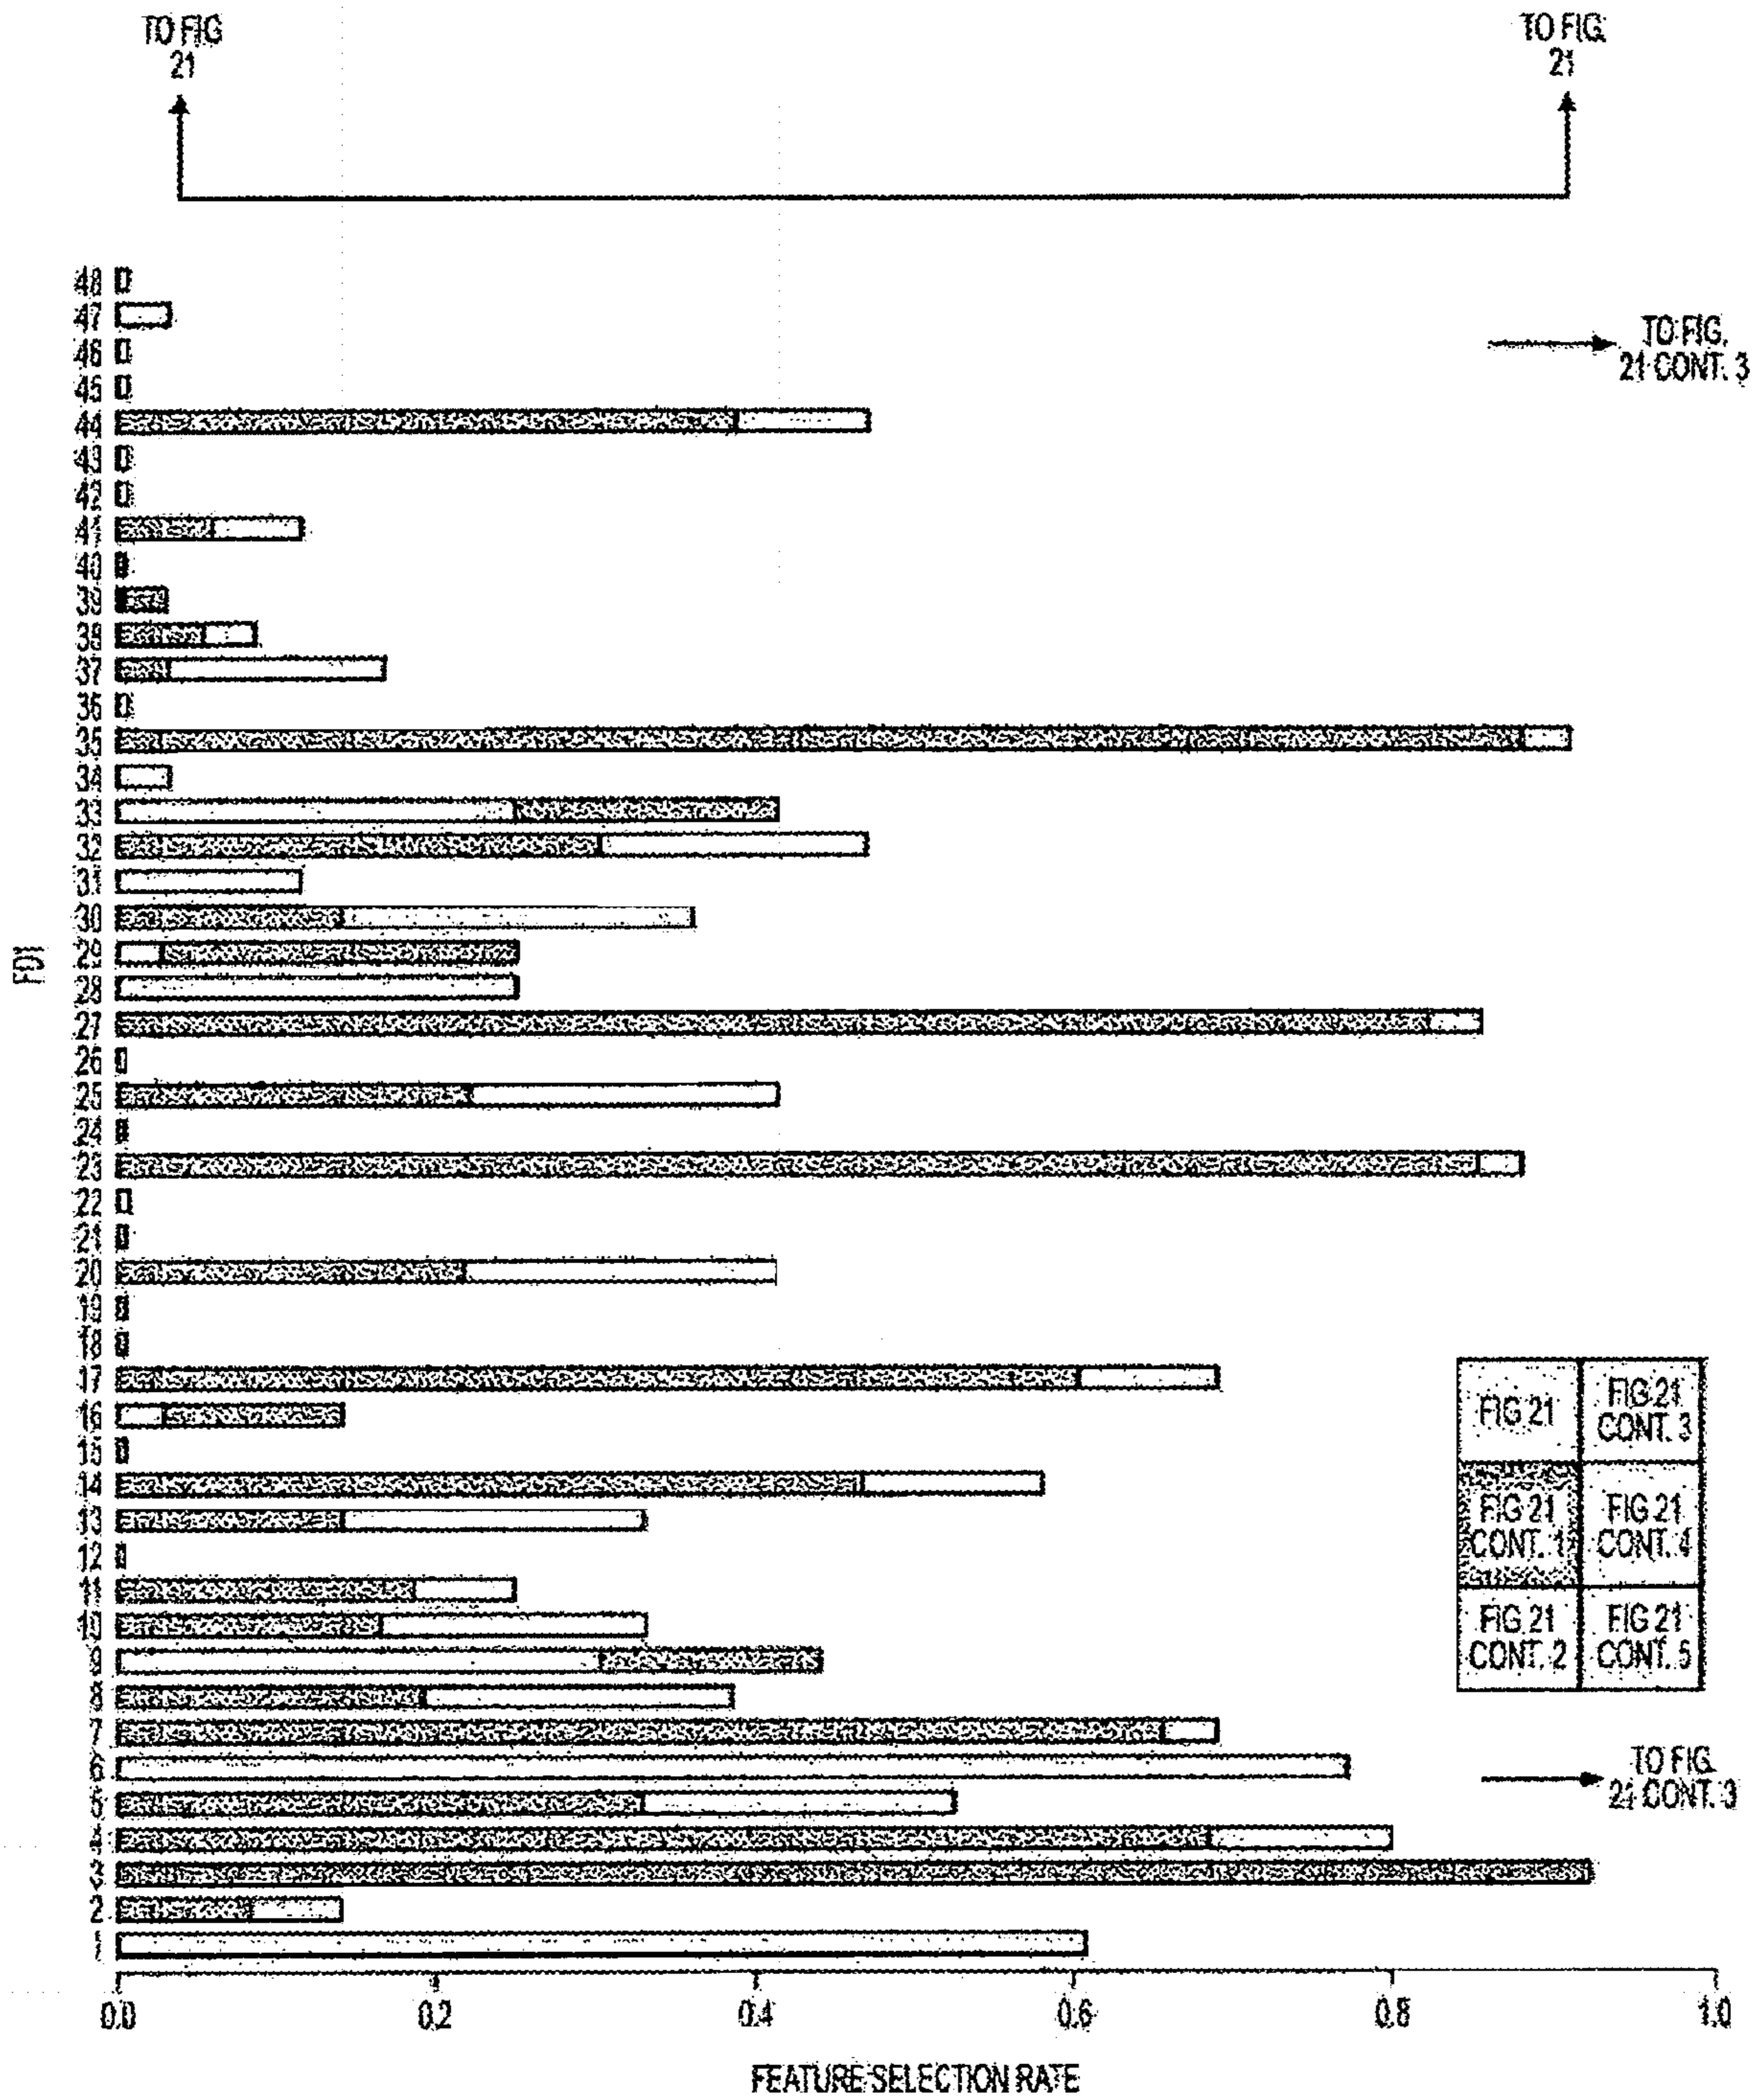 TO FIG
21
TO FIG.
21
48
47
TO FIG.
21 CONT. 3
46
45
44
43
42
41
40
39
38
37
36
35
34
33
32
31
30
29
FD1
28
27
26
25
24
23
22
21
20
19
18
17
16
15
14
13
12
11
10
9
8
7
6
5
4
3
2
1
FIG 21
FIG 21
CONT. 3
FIG 21
CONT. 1
FIG 21
CONT. 4
FIG 21
CONT. 2
FIG 21
CONT. 5
TO FIG.
21 CONT. 3
0.0 0.2 0.4 0.6 0.8 1.0
FEATURE SELECTION RATE